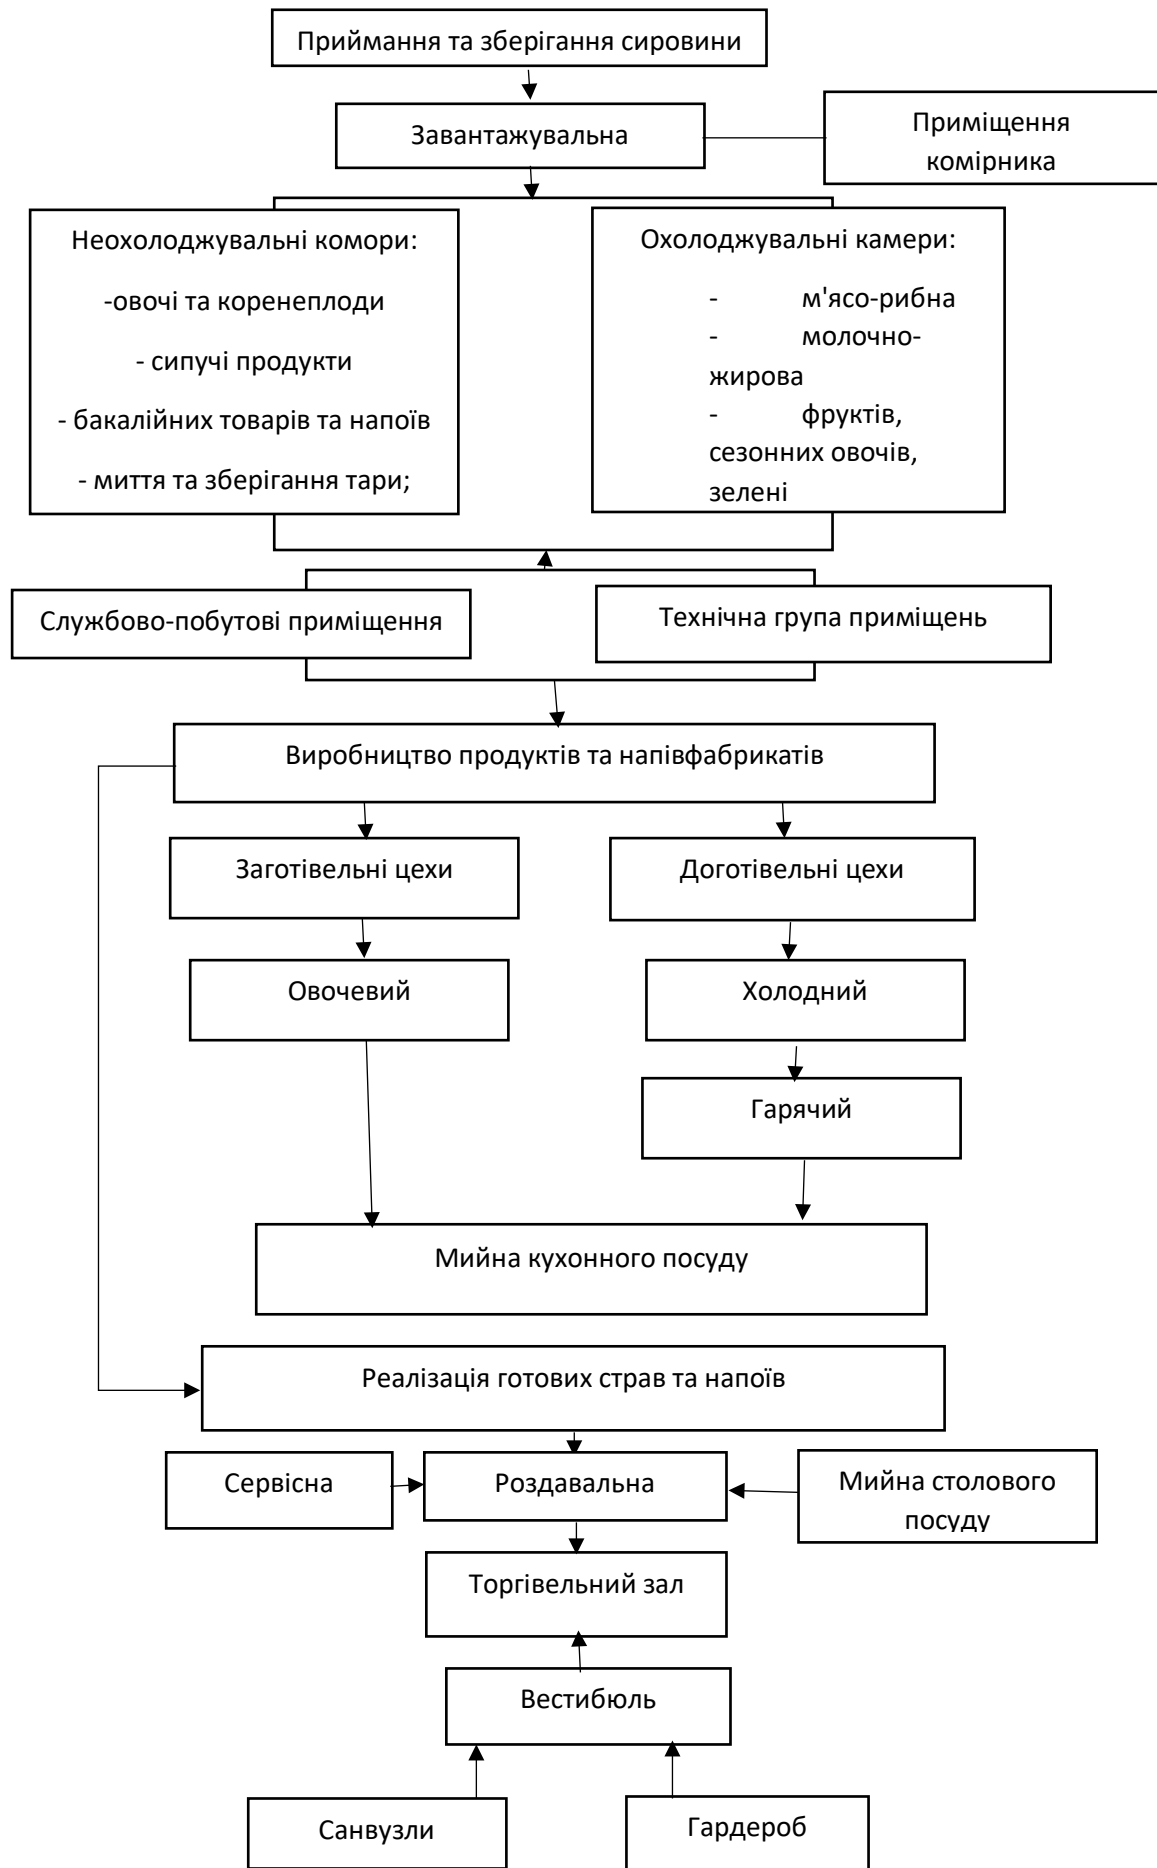 Приймання та зберігання сировини
Завантажувальна
Приміщення
комірника
Неохолоджувальні комори:
-овочі та коренеплоди
- сипучі продукти
- бакалійних товарів та напоїв
- миття та зберігання тари;
Охолоджувальні камери:
- м'ясо-рибна
- молочно-
жирова
- фруктів,
сезонних овочів,
зелені
Службово-побутові приміщення
Технічна група приміщень
Виробництво продуктів та напівфабрикатів
Заготівельні цехи
Доготівельні цехи
Овочевий
Холодний
Гарячий
Мийна кухонного посуду
Реалізація готових страв та напоїв
Сервісна
Роздавальна
Мийна столового
посуду
Торгівельний зал
Вестибюль
Санвузли
Гардероб